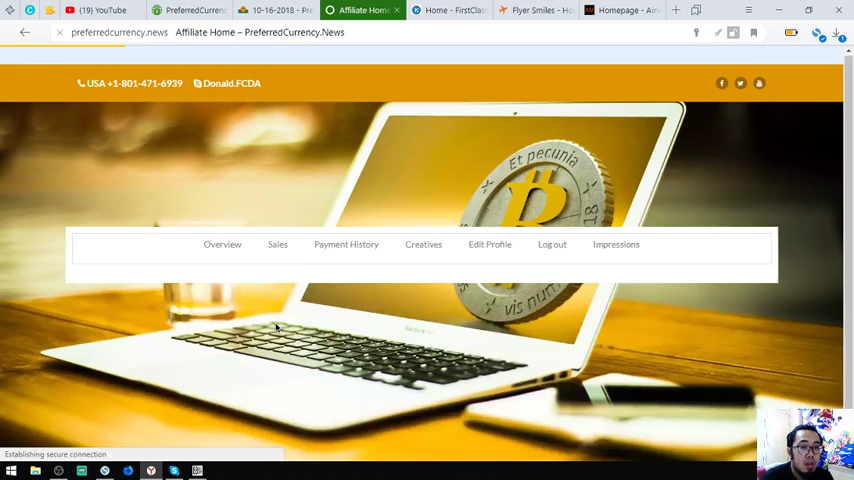 (19) YouTube
PreferredCurrenc
10-16-2018 - Pre
Affiliate Home
Home - FirstClass
Flyer Smiles - Ho
Homepage - Ain
preferredcurrency.news Affiliate Home – PreferredCurrency.News
USA +1-801-471-6939 Donald.FCDA
Et pecunia
Overview Sales Payment History Creatives Edit Profile Log out Impressions
vis num
Establishing secure connection